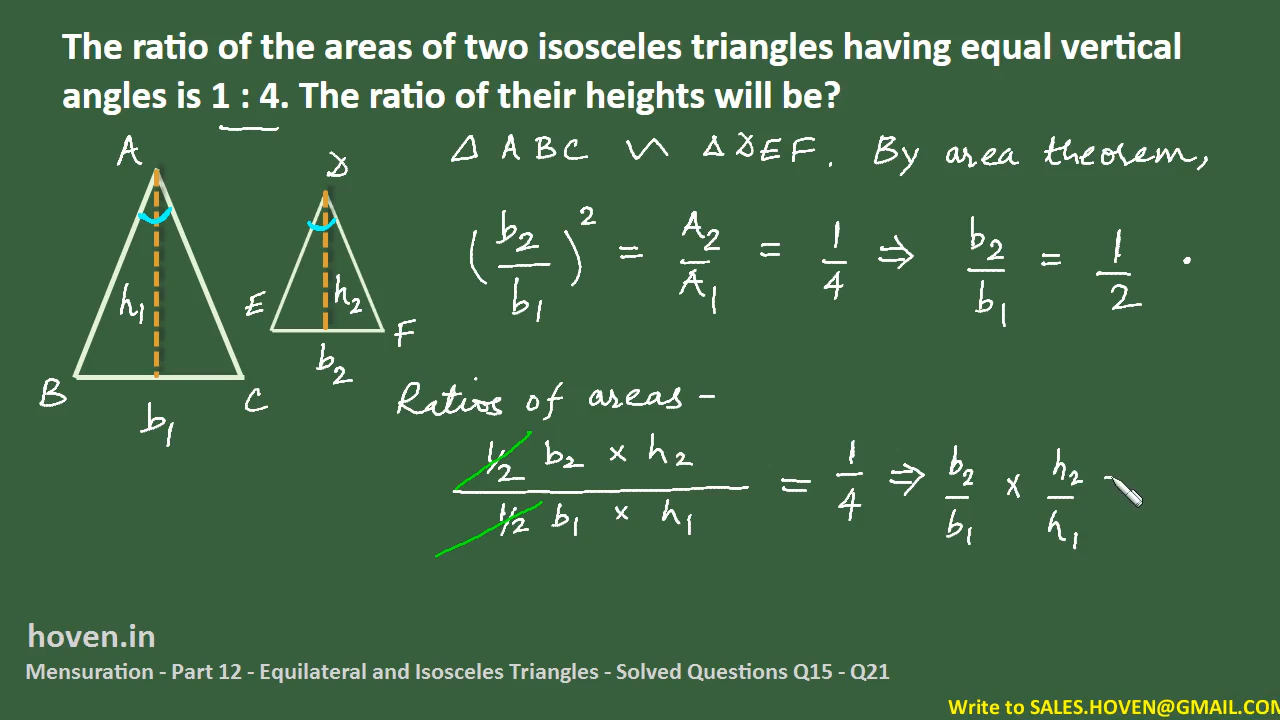 The ratio of the areas of two isosceles triangles having equal vertical
angles is 1 : 4. The ratio of their heights will be?
A
D
Δ ABC ∽ Δ DEF. By area theorem,
(b₂/b₁)² = A₂/A₁ = 1/4 ⇒ b₂/b₁ = 1/2 .
h₁
E
h₂
F
b₂
B
C
b₁
Ratios of areas -
1/2 b₂ × h₂ / 1/2 b₁ × h₁ = 1/4 ⇒ b₂/b₁ × h₂/h₁ -
hoven.in
Mensuration - Part 12 - Equilateral and Isosceles Triangles - Solved Questions Q15 - Q21
Write to SALES.HOVEN@GMAIL.COM